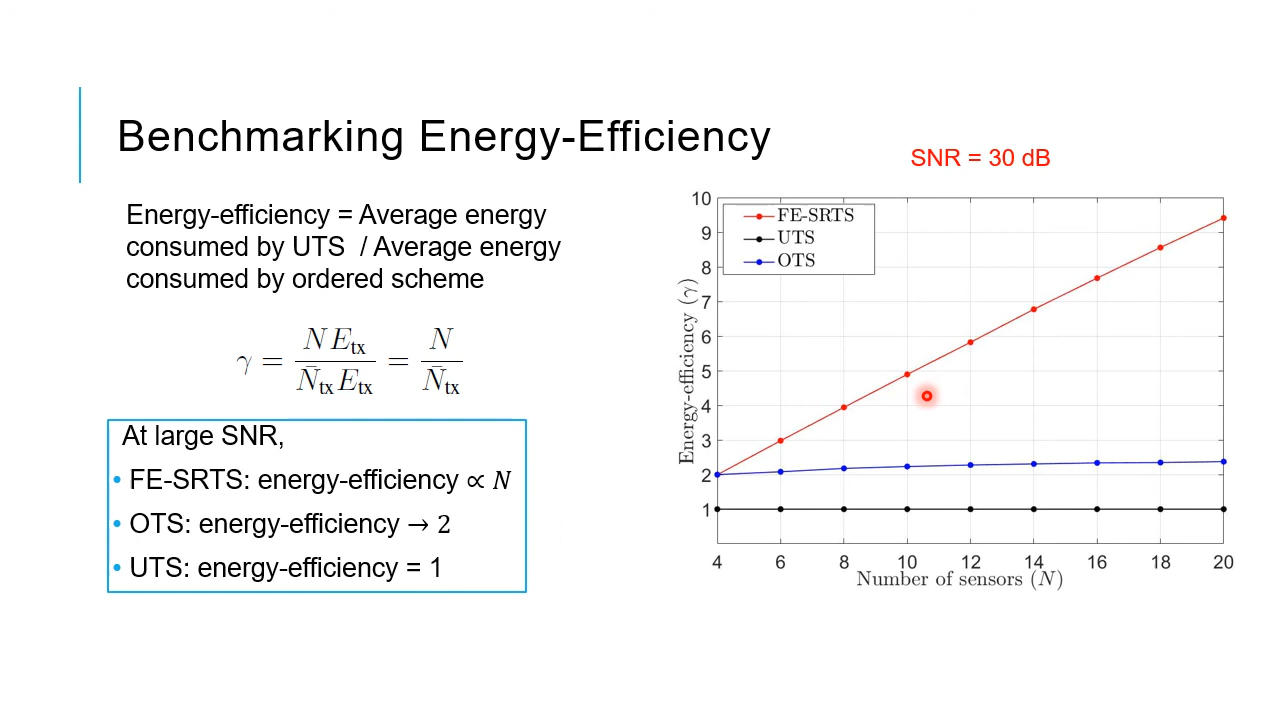 Benchmarking Energy-Efficiency
Energy-efficiency = Average energy
consumed by UTS / Average energy
consumed by ordered scheme
γ = N E_tx / N̄_tx E_tx = N / N̄_tx
At large SNR,
• FE-SRTS: energy-efficiency ∝ N
• OTS: energy-efficiency → 2
• UTS: energy-efficiency = 1
SNR = 30 dB
FE-SRTS
UTS
OTS
Energy-efficiency (γ)
10
9
8
7
6
5
4
3
2
1
4 6 8 10 12 14 16 18 20
Number of sensors (N)